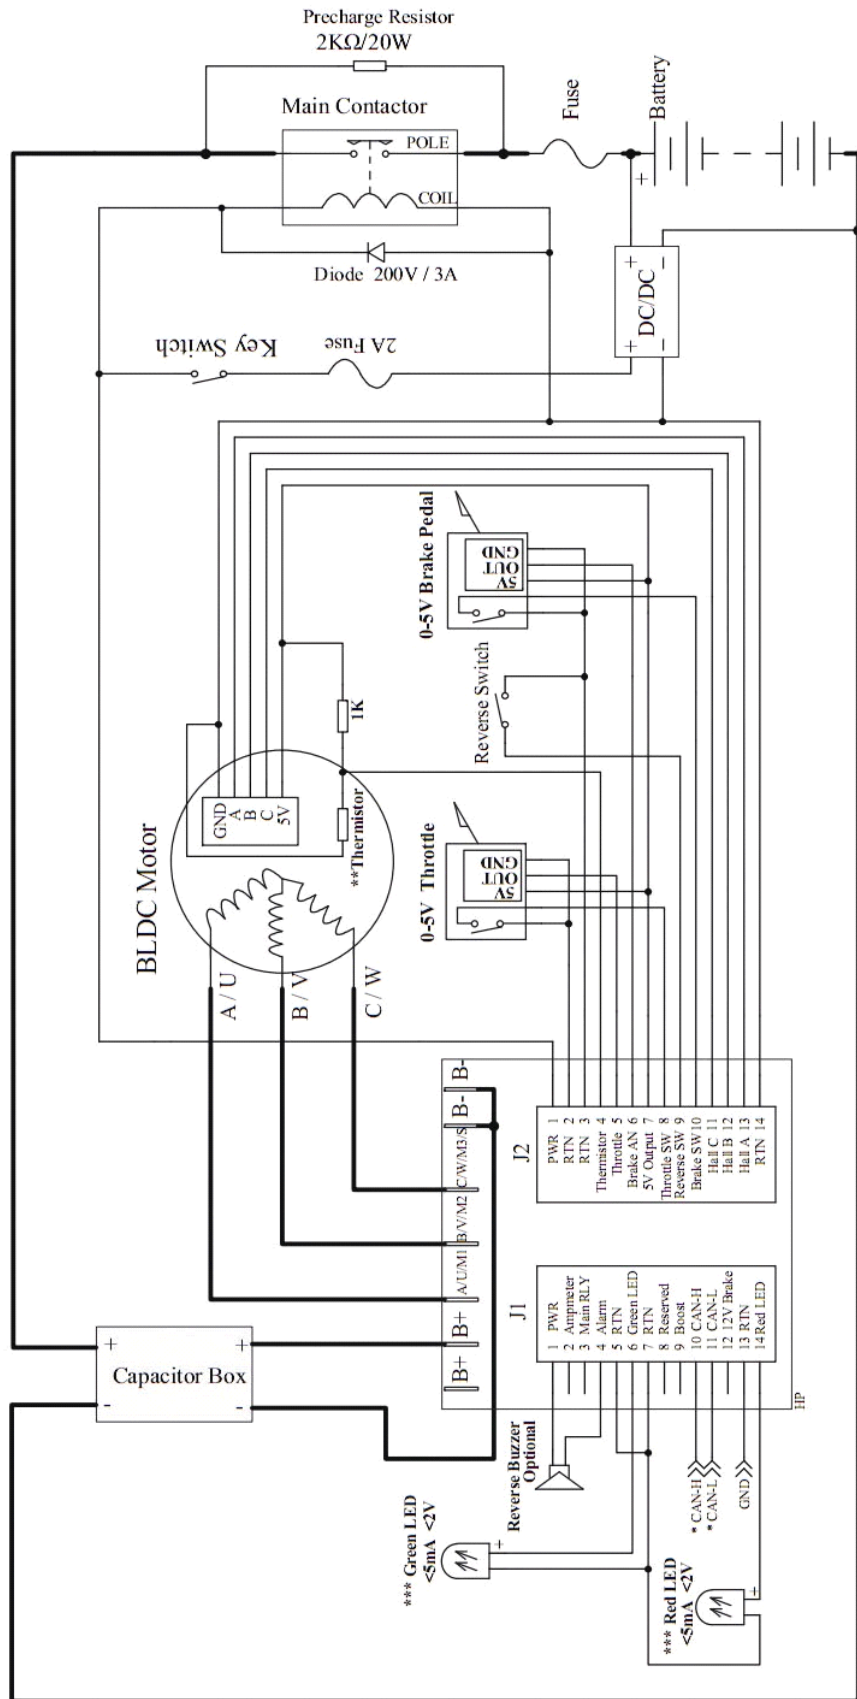 Precharge Resistor
2KΩ/20W
Main Contactor
POLE
COIL
Fuse
Battery
+
Diode 200V / 3A
+ −
DC/DC
+ −
Key Switch
2A Fuse
BLDC Motor
GND
A
B
C
5V
**Thermistor
1K
A / U
B / V
C / W
0-5V Brake Pedal
GND
OUT
5V
Reverse Switch
0-5V Throttle
GND
OUT
5V
B-
B-
C/W/M3/S
B/V/M2
A/U/M1
B+
B+
J2
PWR 1
RTN 2
RTN 3
Thermistor 4
Throttle 5
Brake AN 6
5V Output 7
Throttle SW 8
Reverse SW 9
Brake SW 10
Hall C 11
Hall B 12
Hall A 13
RTN 14
J1
1 PWR
2 Ampmeter
3 Main RLY
4 Alarm
5 RTN
6 Green LED
7 RTN
8 Reserved
9 Boost
10 CAN-H
11 CAN-L
12 12V Brake
13 RTN
14 Red LED
HP
+ +
Capacitor Box
- -
Reverse Buzzer
Optional
*** Green LED
<5mA <2V
+
* CAN-H
* CAN-L
GND
*** Red LED
<5mA <2V
+